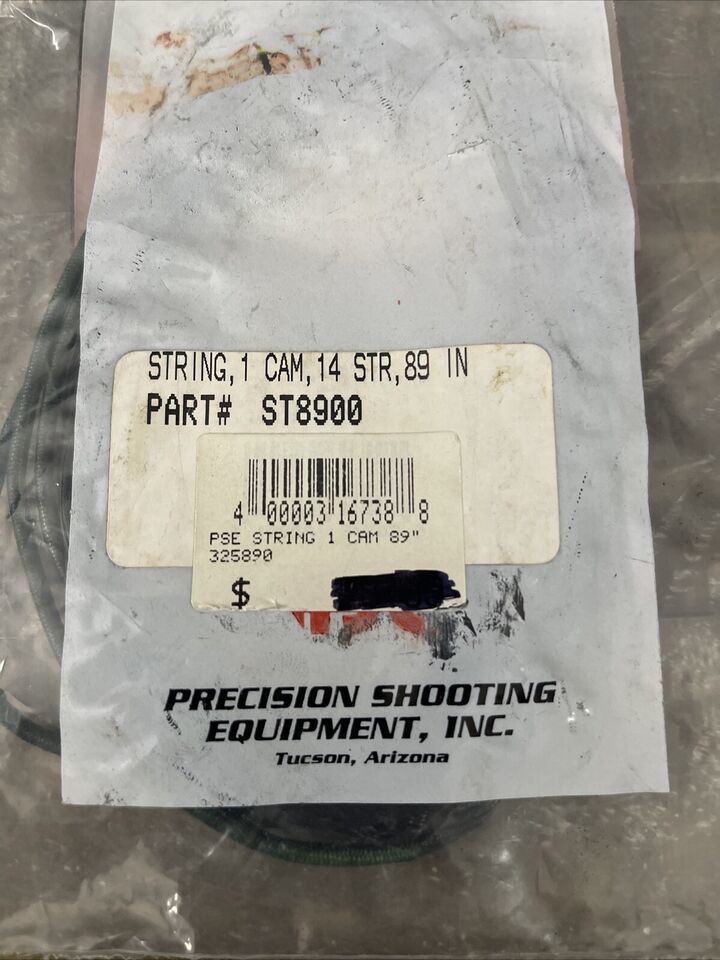 STRING,1 CAM,14 STR,89 IN
PART# ST8900
4 00003 16738 8
PSE STRING 1 CAM 89"
325890
$
PRECISION SHOOTING
EQUIPMENT, INC.
Tucson, Arizona